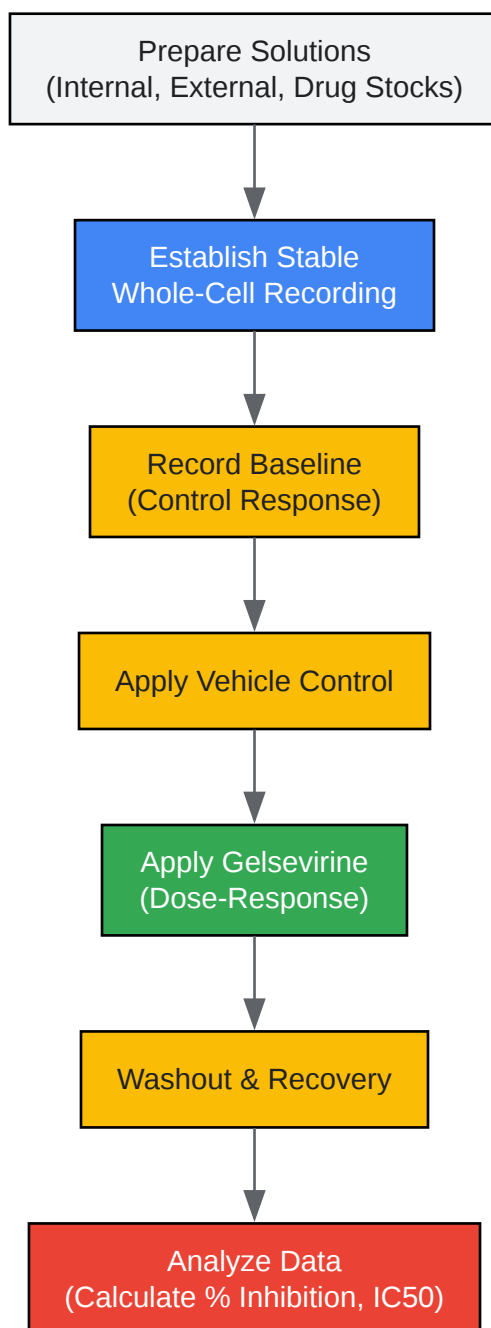 Prepare Solutions
(Internal, External, Drug Stocks)
Establish Stable
Whole-Cell Recording
Record Baseline
(Control Response)
Apply Vehicle Control
Apply Gelsevirine
(Dose-Response)
Washout & Recovery
Analyze Data
(Calculate % Inhibition, IC50)